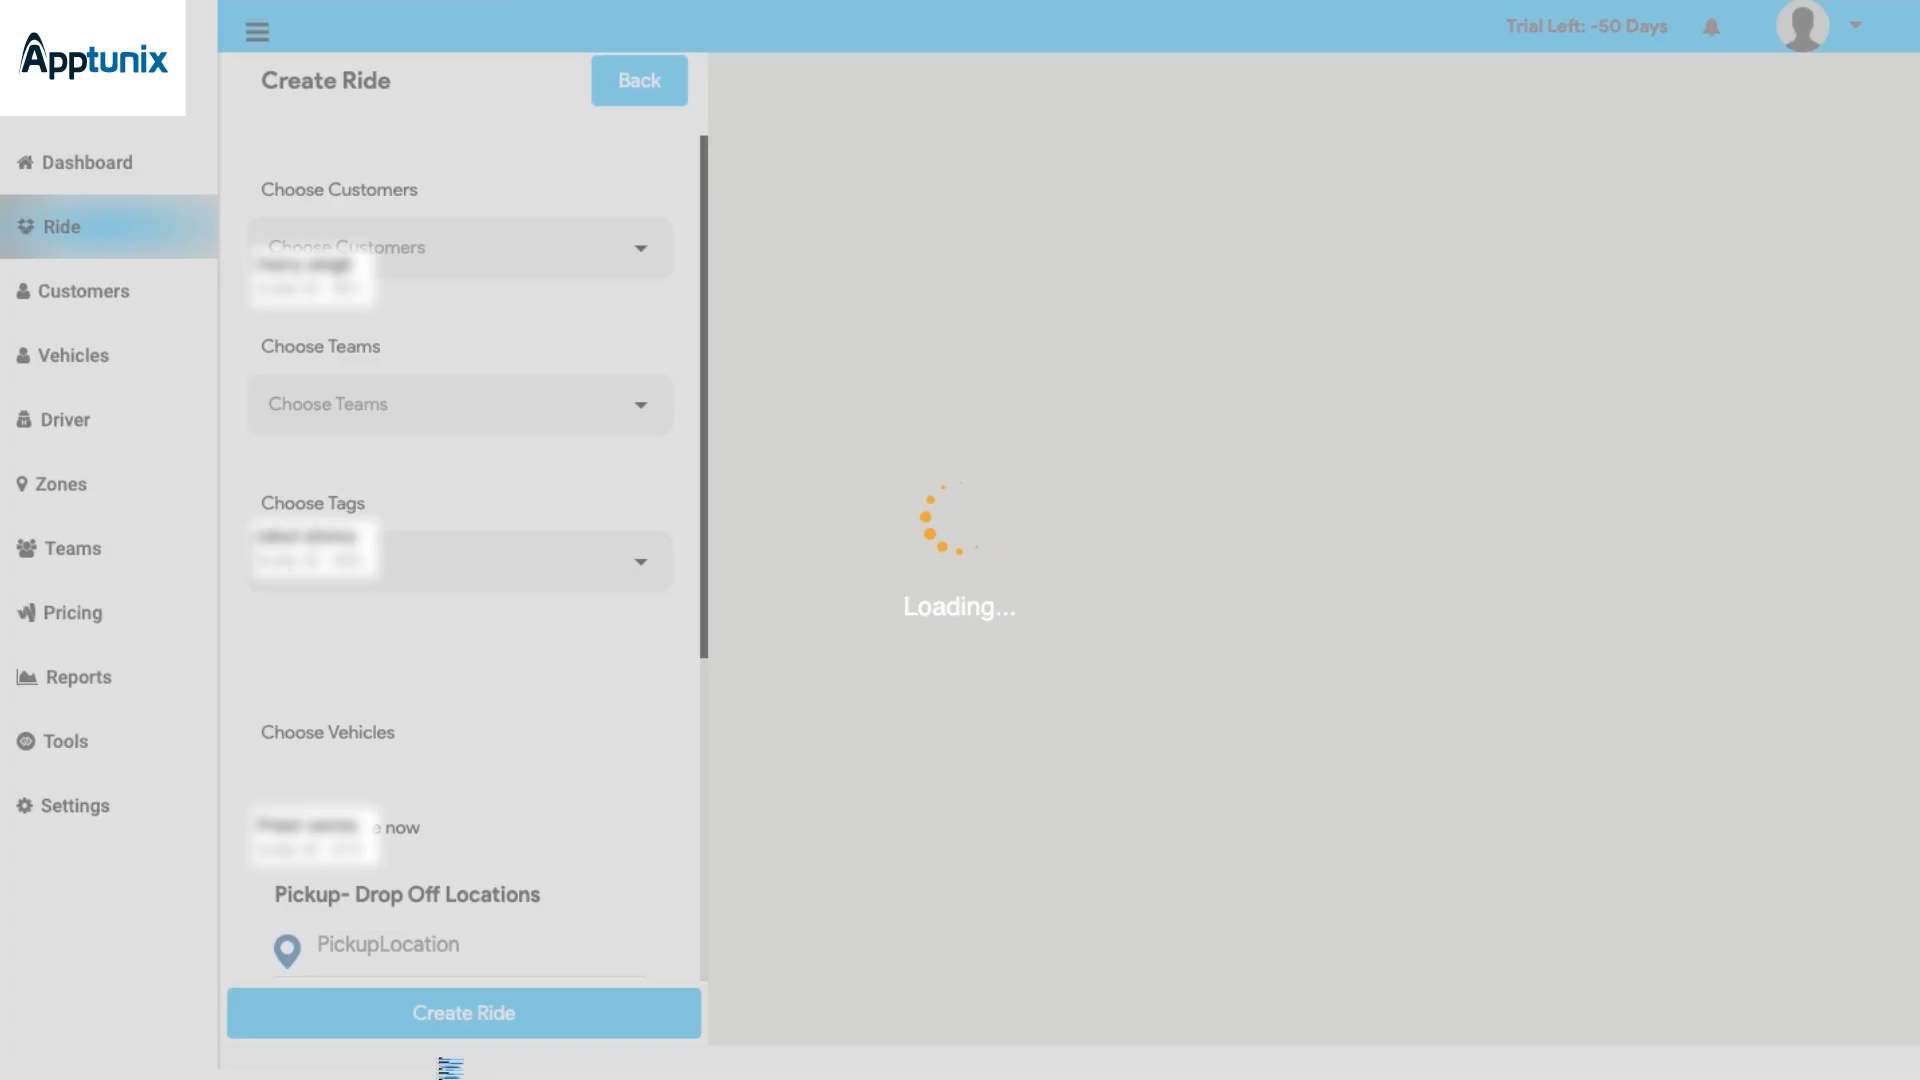 Apptunix
Trial Left: -50 Days
Create Ride
Back
Dashboard
Ride
Customers
Vehicles
Driver
Zones
Teams
Pricing
Reports
Tools
Settings
Choose Customers
Choose Customers
Choose Teams
Choose Teams
Choose Tags
Choose Vehicles
now
Pickup- Drop Off Locations
PickupLocation
Create Ride
Loading...